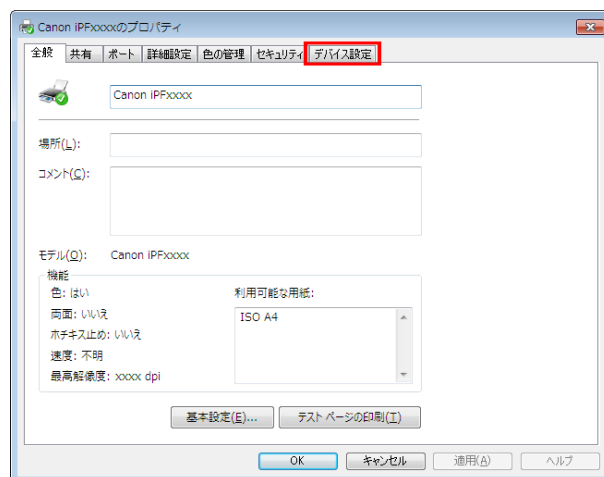 Canon iPFxxxxのプロパティ
全般 共有 ポート 詳細設定 色の管理 セキュリティ デバイス設定
Canon iPFxxxx
場所(L):
コメント(C):
モデル(O): Canon iPFxxxx
機能
色: はい 利用可能な用紙:
両面: いいえ ISO A4
ホチキス止め: いいえ
速度: 不明
最高解像度: xxxx dpi
基本設定(E)... テスト ページの印刷(T)
OK キャンセル 適用(A) ヘルプ